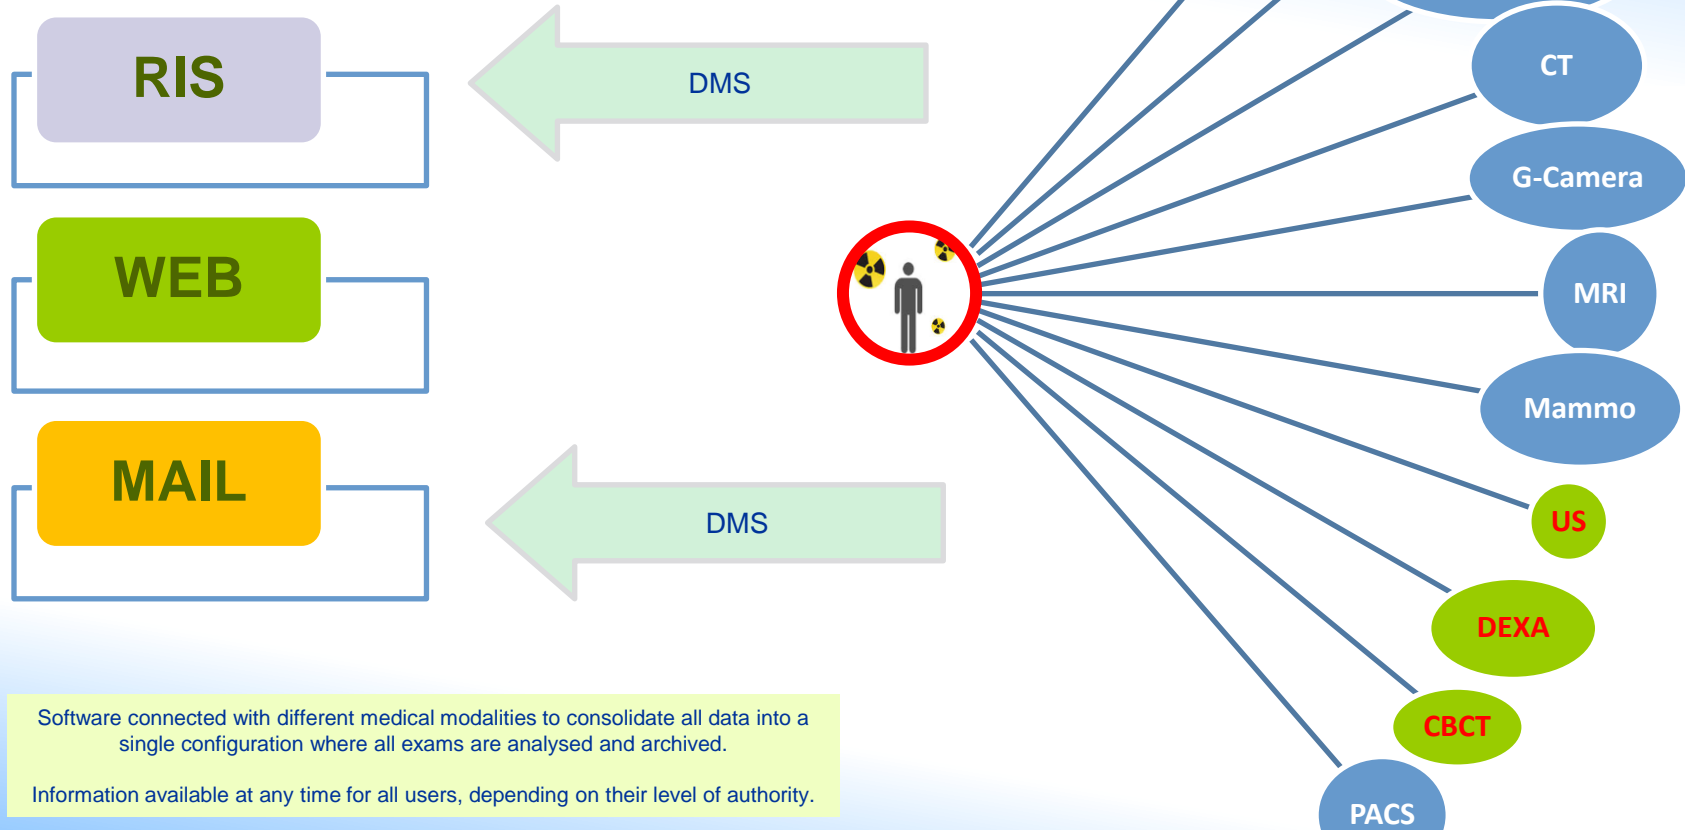 RIS
DMS
WEB
MAIL
DMS
CT
G-Camera
MRI
Mammo
US
DEXA
CBCT
PACS
Software connected with different medical modalities to consolidate all data into a
single configuration where all exams are analysed and archived.
Information available at any time for all users, depending on their level of authority.